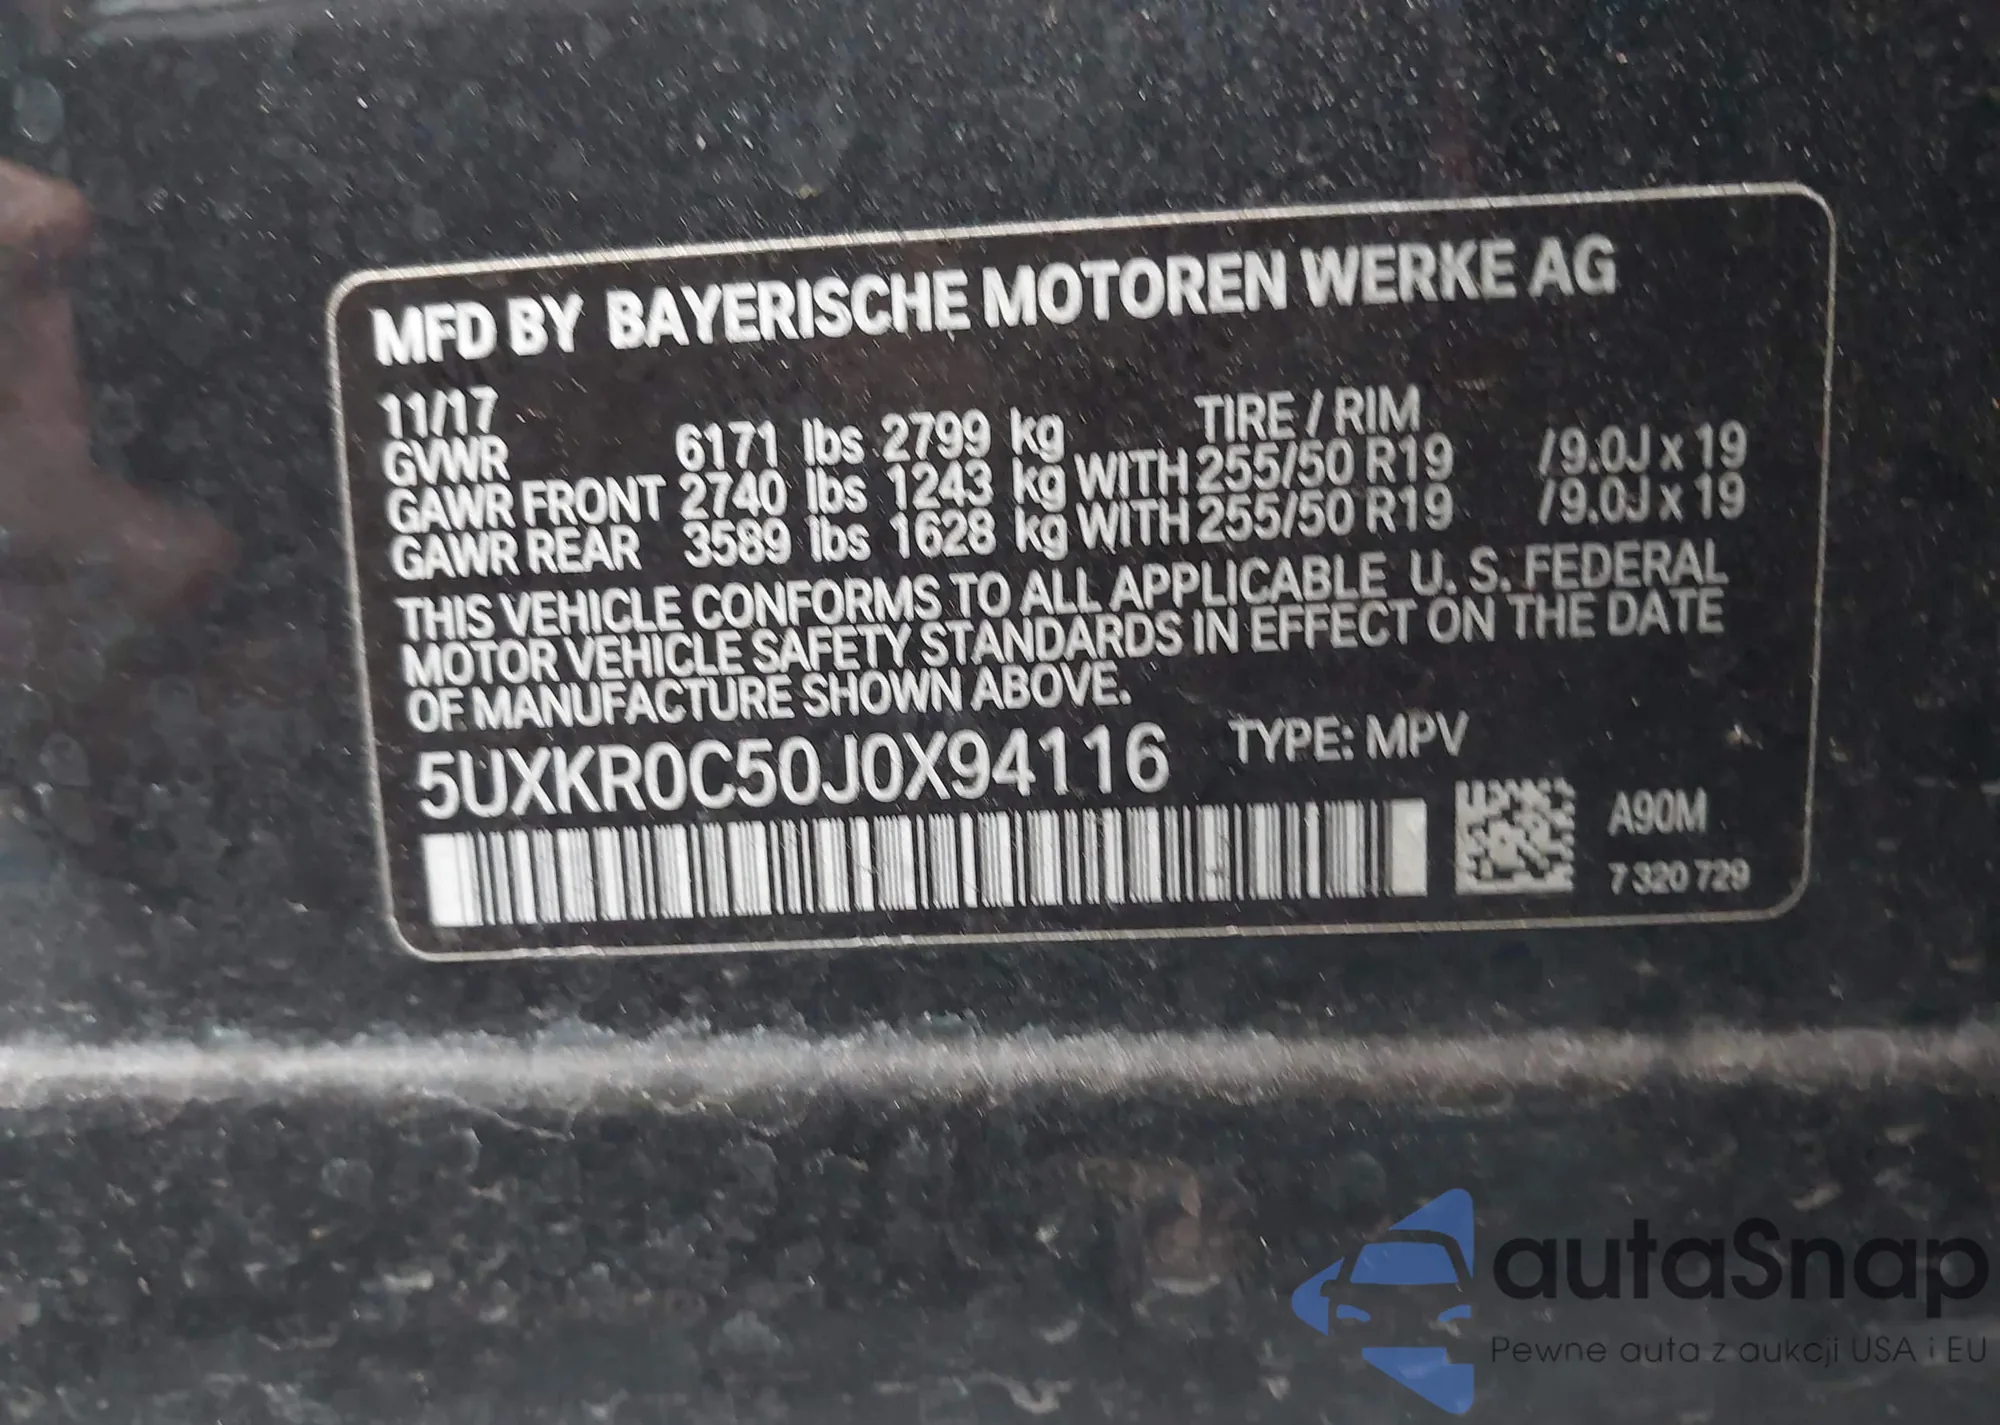 MFD BY BAYERISCHE MOTOREN WERKE AG
11/17 TIRE / RIM
GVWR 6171 lbs 2799 kg
GAWR FRONT 2740 lbs 1243 kg WITH 255/50 R19 /9.0J x 19
GAWR REAR 3589 lbs 1628 kg WITH 255/50 R19 /9.0J x 19
THIS VEHICLE CONFORMS TO ALL APPLICABLE U. S. FEDERAL
MOTOR VEHICLE SAFETY STANDARDS IN EFFECT ON THE DATE
OF MANUFACTURE SHOWN ABOVE.
5UXKR0C50J0X94116 TYPE: MPV
A90M
7 320 729
autaSnap
Pewne auta z aukcji USA i EU